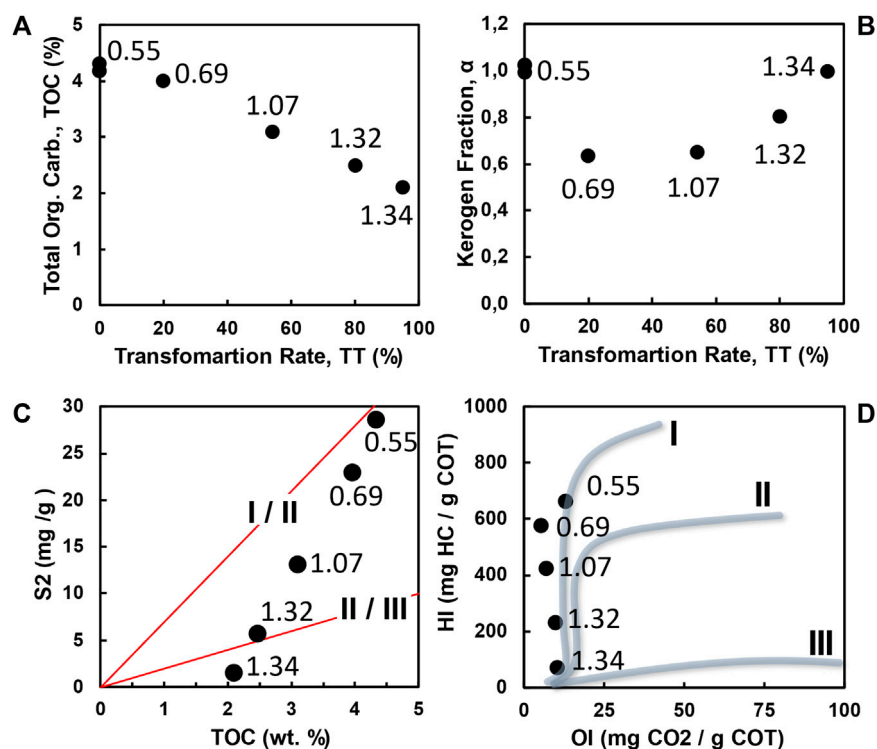 A
Total Org. Carb., TOC (%)
5
4
3
2
1
0
0.55
0.69
1.07
1.32
1.34
0 20 40 60 80 100
Transfomartion Rate, TT (%)
B
Kerogen Fraction, α
1,2
1,0
0,8
0,6
0,4
0,2
0,0
0.55
1.34
0.69
1.07
1.32
0 20 40 60 80 100
Transfomartion Rate, TT (%)
C
S2 (mg /g)
30
25
20
15
10
5
0
0.55
0.69
I / II
1.07
II / III
1.32
1.34
0 1 2 3 4 5
TOC (wt. %)
D
HI (mg HC / g COT)
1000
800
600
400
200
0
I
0.55
II
0.69
1.07
1.32
III
1.34
0 25 50 75 100
OI (mg CO2 / g COT)